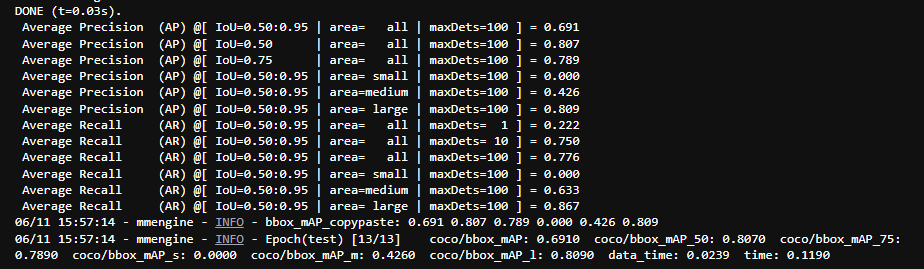 DONE (t=0.03s).
Average Precision  (AP) @[ IoU=0.50:0.95 | area=   all | maxDets=100 ] = 0.691
Average Precision  (AP) @[ IoU=0.50      | area=   all | maxDets=100 ] = 0.807
Average Precision  (AP) @[ IoU=0.75      | area=   all | maxDets=100 ] = 0.789
Average Precision  (AP) @[ IoU=0.50:0.95 | area= small | maxDets=100 ] = 0.000
Average Precision  (AP) @[ IoU=0.50:0.95 | area=medium | maxDets=100 ] = 0.426
Average Precision  (AP) @[ IoU=0.50:0.95 | area= large | maxDets=100 ] = 0.809
Average Recall     (AR) @[ IoU=0.50:0.95 | area=   all | maxDets=  1 ] = 0.222
Average Recall     (AR) @[ IoU=0.50:0.95 | area=   all | maxDets= 10 ] = 0.750
Average Recall     (AR) @[ IoU=0.50:0.95 | area=   all | maxDets=100 ] = 0.776
Average Recall     (AR) @[ IoU=0.50:0.95 | area= small | maxDets=100 ] = 0.000
Average Recall     (AR) @[ IoU=0.50:0.95 | area=medium | maxDets=100 ] = 0.633
Average Recall     (AR) @[ IoU=0.50:0.95 | area= large | maxDets=100 ] = 0.867
06/11 15:57:14 - mmengine - INFO - bbox_mAP_copypaste: 0.691 0.807 0.789 0.000 0.426 0.809
06/11 15:57:14 - mmengine - INFO - Epoch(test) [13/13]    coco/bbox_mAP: 0.6910  coco/bbox_mAP_50: 0.8070  coco/bbox_mAP_75:
0.7890  coco/bbox_mAP_s: 0.0000  coco/bbox_mAP_m: 0.4260  coco/bbox_mAP_l: 0.8090  data_time: 0.0239  time: 0.1190